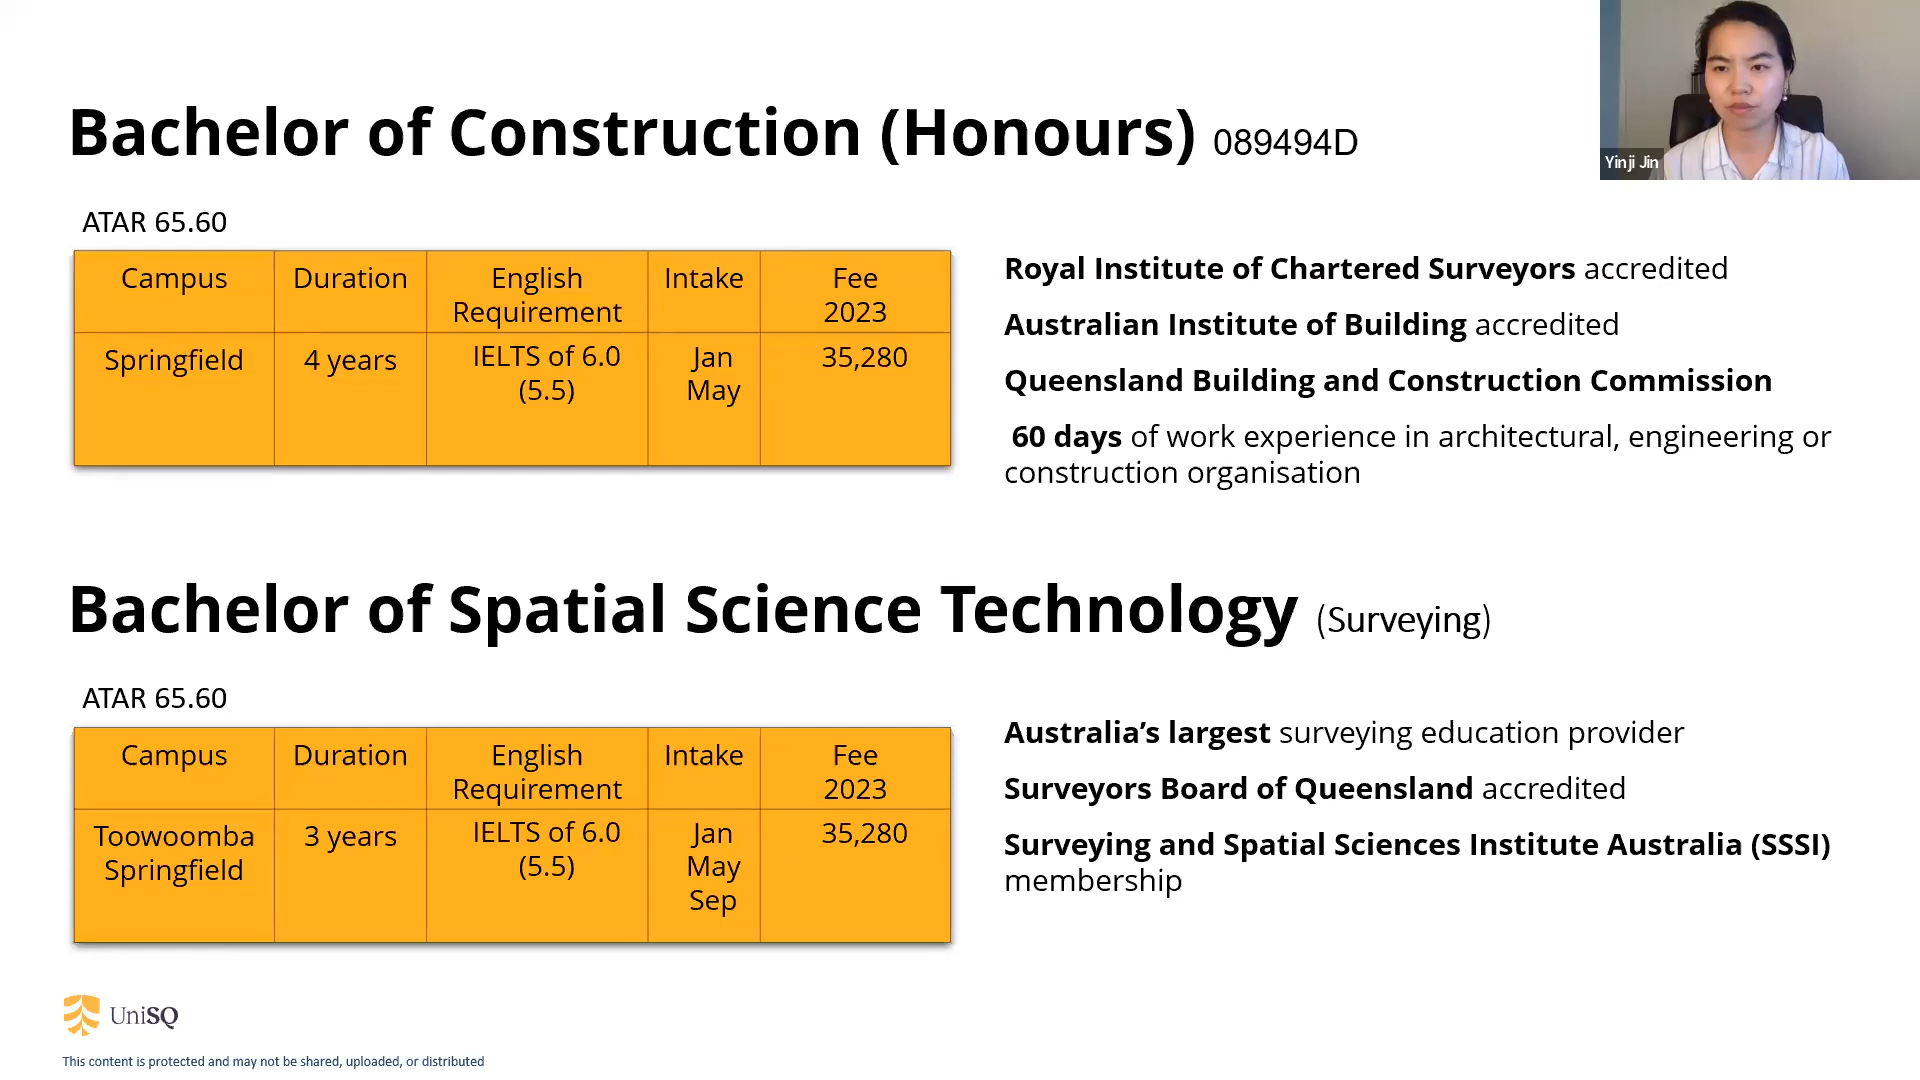 Bachelor of Construction (Honours) 089494D
Yinji Jin
ATAR 65.60
Campus Duration English Requirement Intake Fee 2023
Springfield 4 years IELTS of 6.0 (5.5) Jan May 35,280
Royal Institute of Chartered Surveyors accredited
Australian Institute of Building accredited
Queensland Building and Construction Commission
60 days of work experience in architectural, engineering or
construction organisation
Bachelor of Spatial Science Technology (Surveying)
ATAR 65.60
Campus Duration English Requirement Intake Fee 2023
Toowoomba Springfield 3 years IELTS of 6.0 (5.5) Jan May Sep 35,280
Australia’s largest surveying education provider
Surveyors Board of Queensland accredited
Surveying and Spatial Sciences Institute Australia (SSSI)
membership
UniSQ
This content is protected and may not be shared, uploaded, or distributed